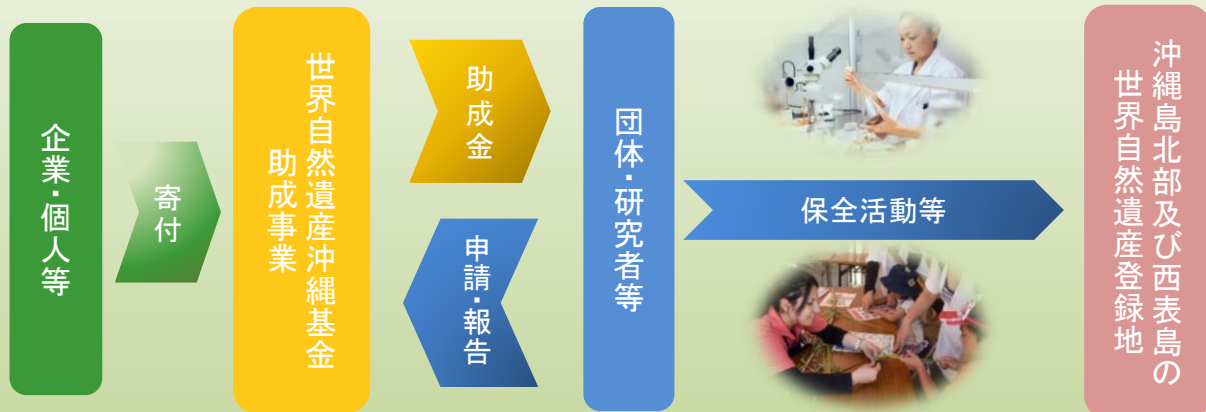 企業・個人等
寄付
世界自然遺産沖縄基金
助成事業
助成金
申請・報告
団体・研究者等
保全活動等
沖縄島北部及び西表島の
世界自然遺産登録地